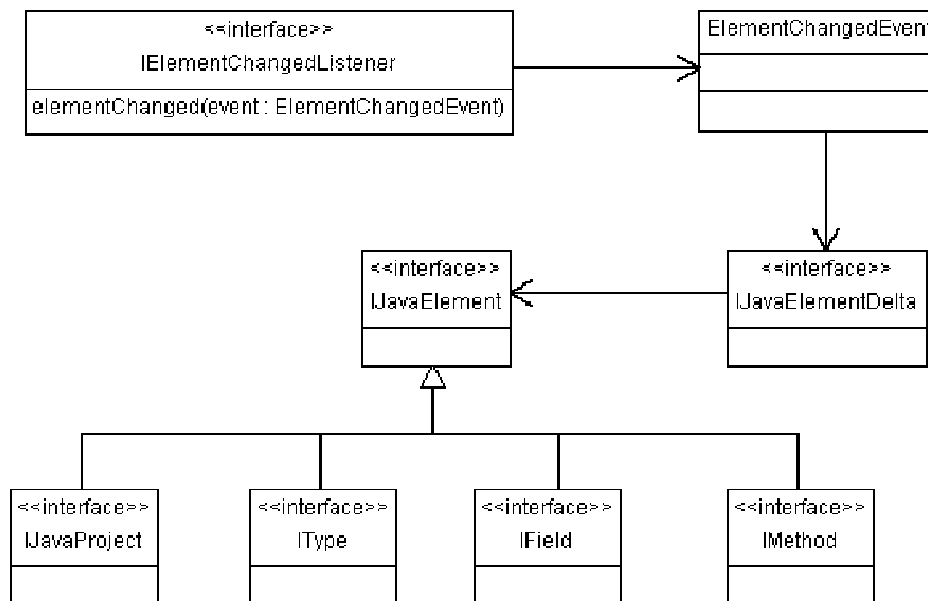 <<interface>>
IElementChangedListener
elementChanged(event : ElementChangedEvent)
ElementChangedEvent
<<interface>>
IJavaElement
<<interface>>
IJavaElementDelta
<<interface>>
IJavaProject
<<interface>>
IType
<<interface>>
IField
<<interface>>
IMethod